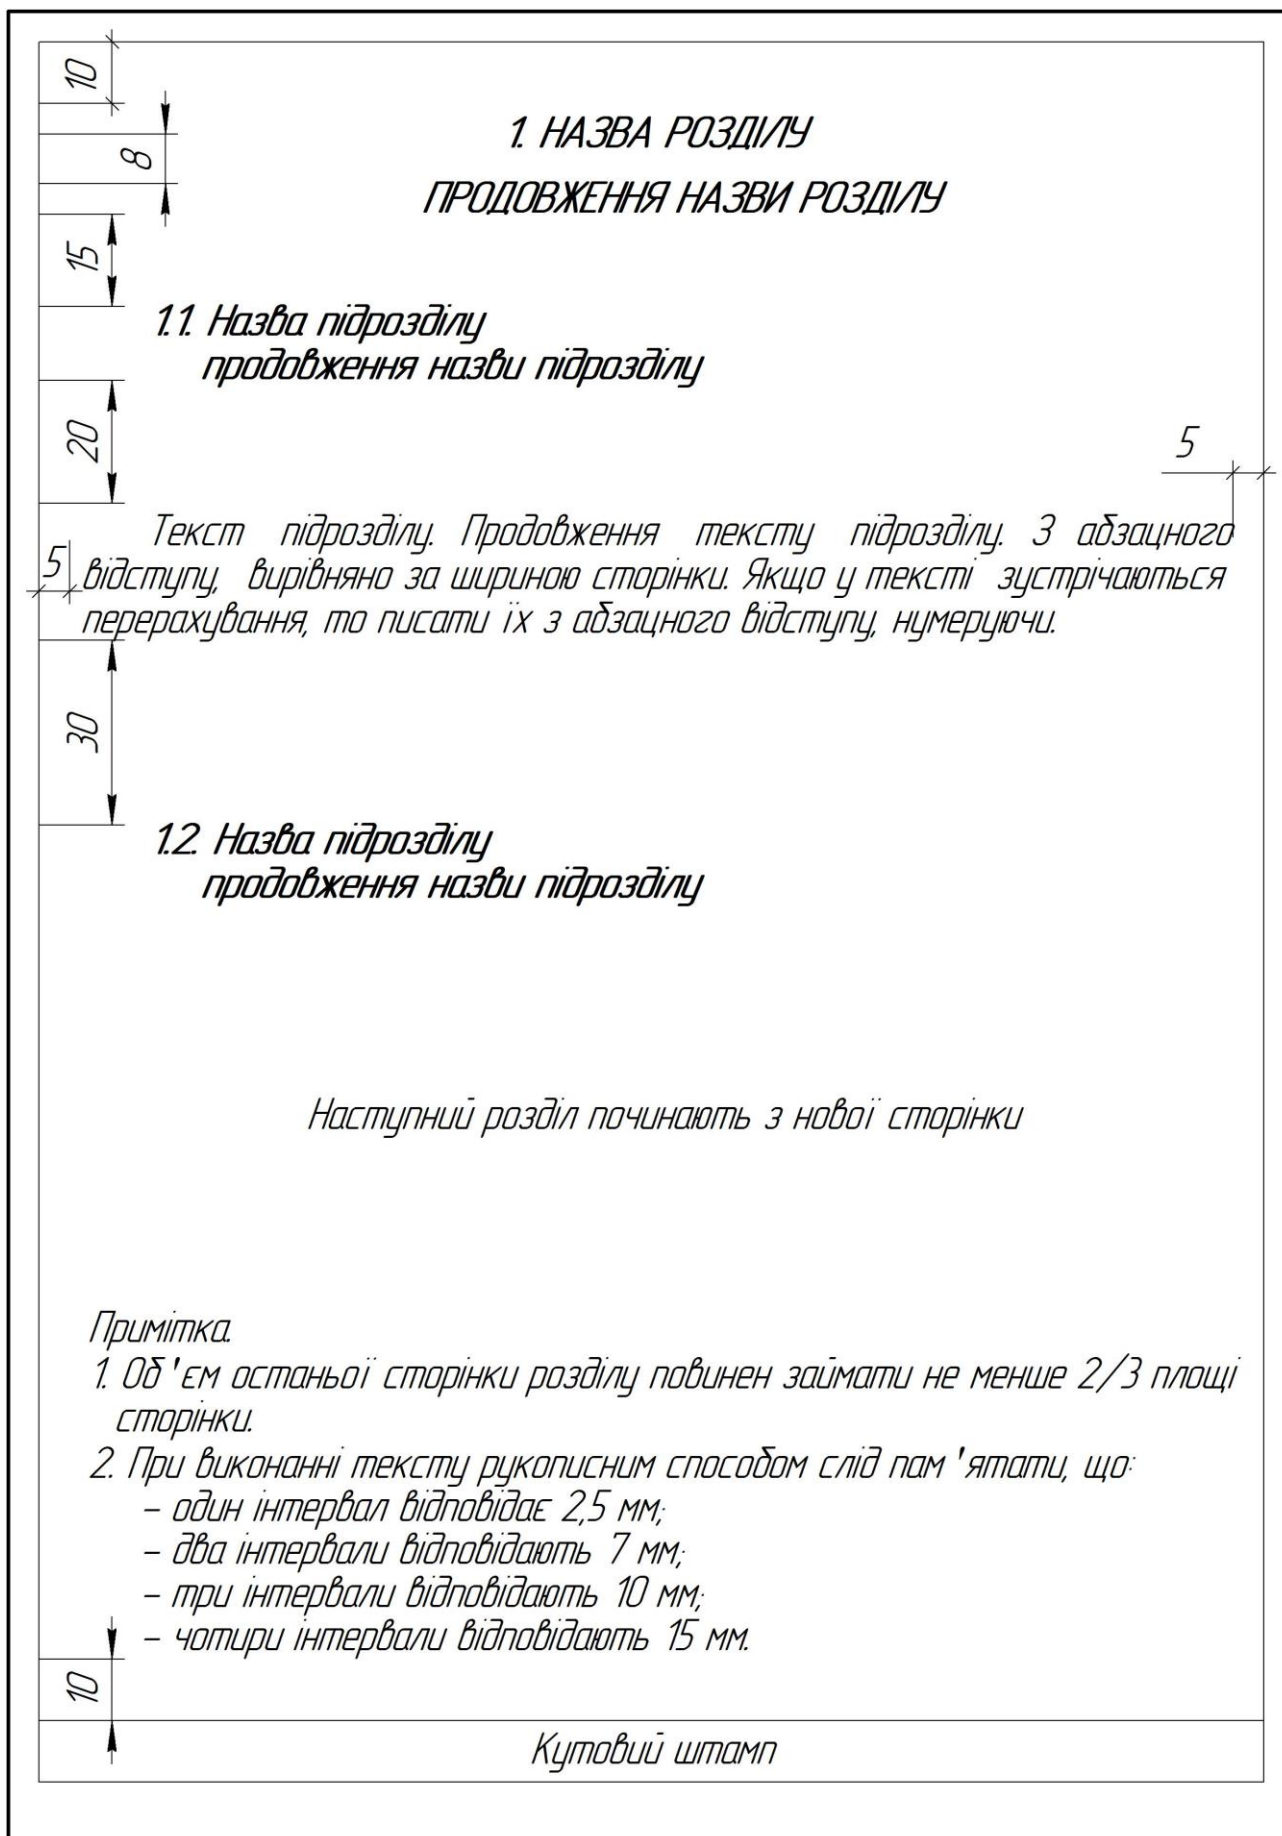 10
1. НАЗВА РОЗДІЛУ
8
ПРОДОВЖЕННЯ НАЗВИ РОЗДІЛУ
15
1.1. Назва підрозділу
продовження назви підрозділу
20
5
Текст підрозділу. Продовження тексту підрозділу. З абзацного
5 відступу, вирівняно за шириною сторінки. Якщо у тексті зустрічаються
перерахування, то писати їх з абзацного відступу, нумеруючи.
30
1.2. Назва підрозділу
продовження назви підрозділу
Наступний розділ починають з нової сторінки
Примітка.
1. Об'єм останьої сторінки розділу повинен займати не менше 2/3 площі
сторінки.
2. При виконанні тексту рукописним способом слід пам'ятати, що:
– один інтервал відповідає 2,5 мм;
– два інтервали відповідають 7 мм;
– три інтервали відповідають 10 мм;
– чотири інтервали відповідають 15 мм.
10
Кутовий штамп